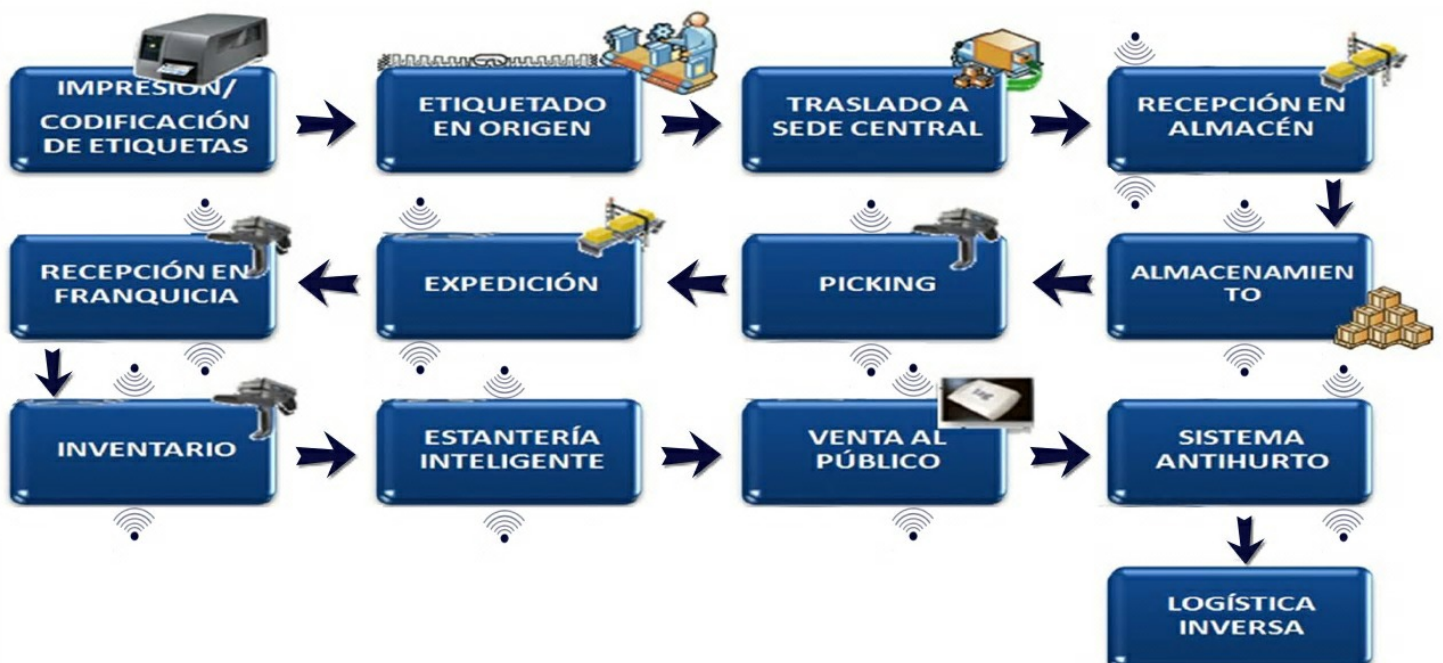 IMPRESIÓN/
CODIFICACIÓN
DE ETIQUETAS
ETIQUETADO
EN ORIGEN
TRASLADO A
SEDE CENTRAL
RECEPCIÓN EN
ALMACÉN
RECEPCIÓN EN
FRANQUICIA
EXPEDICIÓN
PICKING
ALMACENAMIEN
TO
INVENTARIO
ESTANTERÍA
INTELIGENTE
VENTA AL
PÚBLICO
SISTEMA
ANTIHURTO
LOGÍSTICA
INVERSA